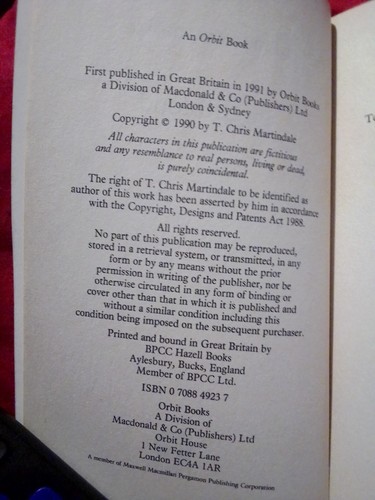 An Orbis Book
First published in Great Britain in 1991 by Orbit Books
a Division of Macdonald & Co (Publishers) Ltd
London & Sydney
Copyright © 1990 by T. Chris Martindale
All characters in this publication are fictitious
and any resemblance to real persons, living or dead,
is purely coincidental.
The right of T. Chris Martindale to be identified as
author of this work has been asserted by him in accordance
with the Copyright, Designs and Patents Act 1988.
All rights reserved.
No part of this publication may be reproduced,
stored in a retrieval system, or transmitted, in any
form or by any means without the prior
permission in writing of the publisher, nor be
otherwise circulated in any form of binding or
cover other than that in which it is published and
without a similar condition including this
condition being imposed on the subsequent purchaser.
Printed and bound in Great Britain by
BPCC Hazell Books
Aylesbury, Bucks, England
Member of BPCC Ltd.
ISBN 0 7088 4923 7
Orbit Books
A Division of
Macdonald & Co (Publishers) Ltd
Orbit House
1 New Fetter Lane
London EC4A 1AR
A member of Maxwell Macmillan Pergamon Publishing Corporation